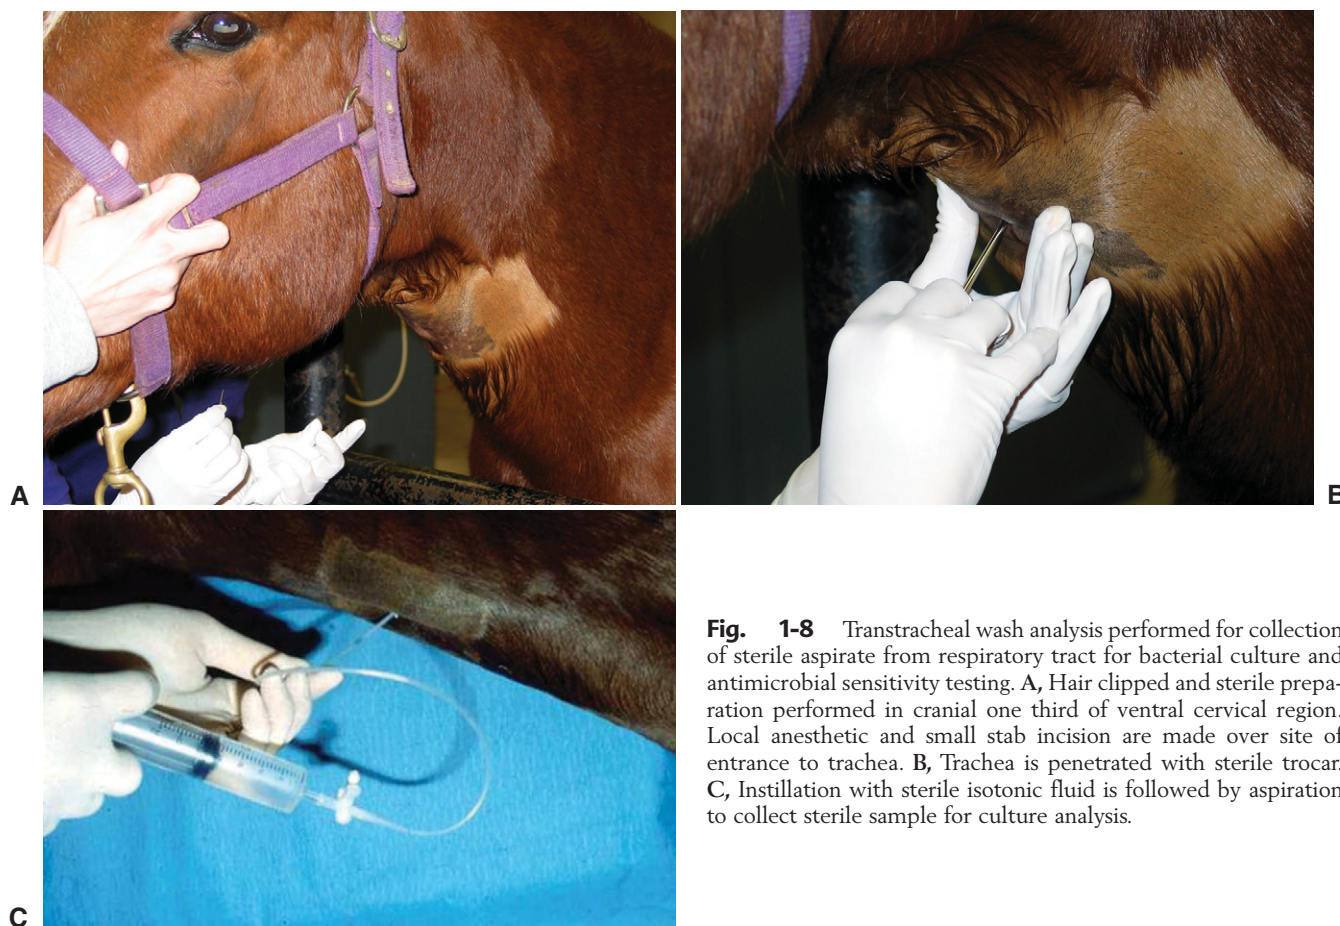 A
B
C
Fig. 1-8 Transtracheal wash analysis performed for collection
of sterile aspirate from respiratory tract for bacterial culture and
antimicrobial sensitivity testing. A, Hair clipped and sterile prepa-
ration performed in cranial one third of ventral cervical region.
Local anesthetic and small stab incision are made over site of
entrance to trachea. B, Trachea is penetrated with sterile trocar.
C, Instillation with sterile isotonic fluid is followed by aspiration
to collect sterile sample for culture analysis.